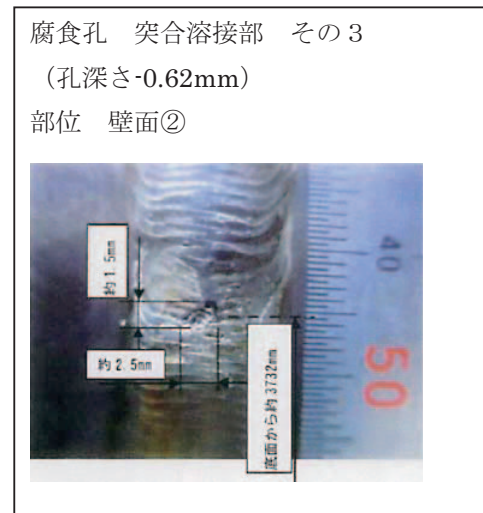 腐食孔　突合溶接部　その３
（孔深さ-0.62mm）
部位　壁面②
約1.5mm
約2.5mm
底面から約3732mm
40
50